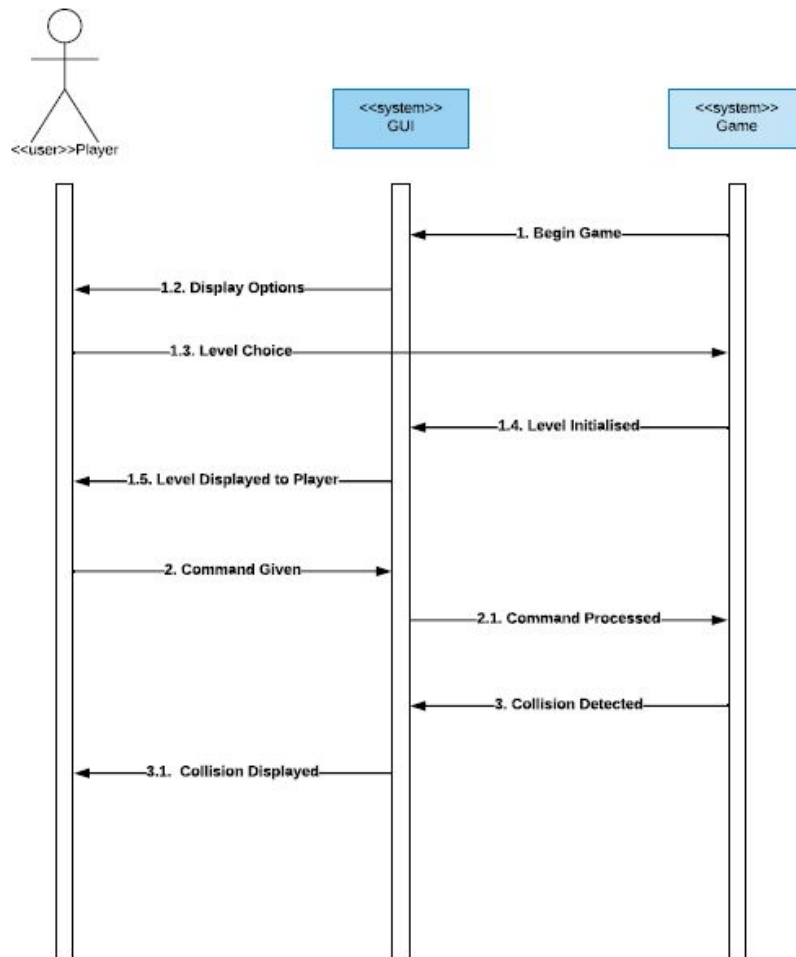 <<system>>
GUI
<<system>>
Game
<<user>>Player
1. Begin Game
1.2. Display Options
1.3. Level Choice
1.4. Level Initialised
1.5. Level Displayed to Player
2. Command Given
2.1. Command Processed
3. Collision Detected
3.1. Collision Displayed